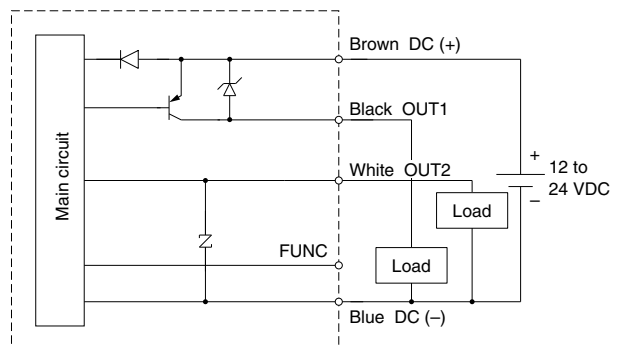 Main circuit
Brown DC (+)
Black OUT1
White OUT2
FUNC
Blue DC (–)
Load
Load
+
12 to
24 VDC
–